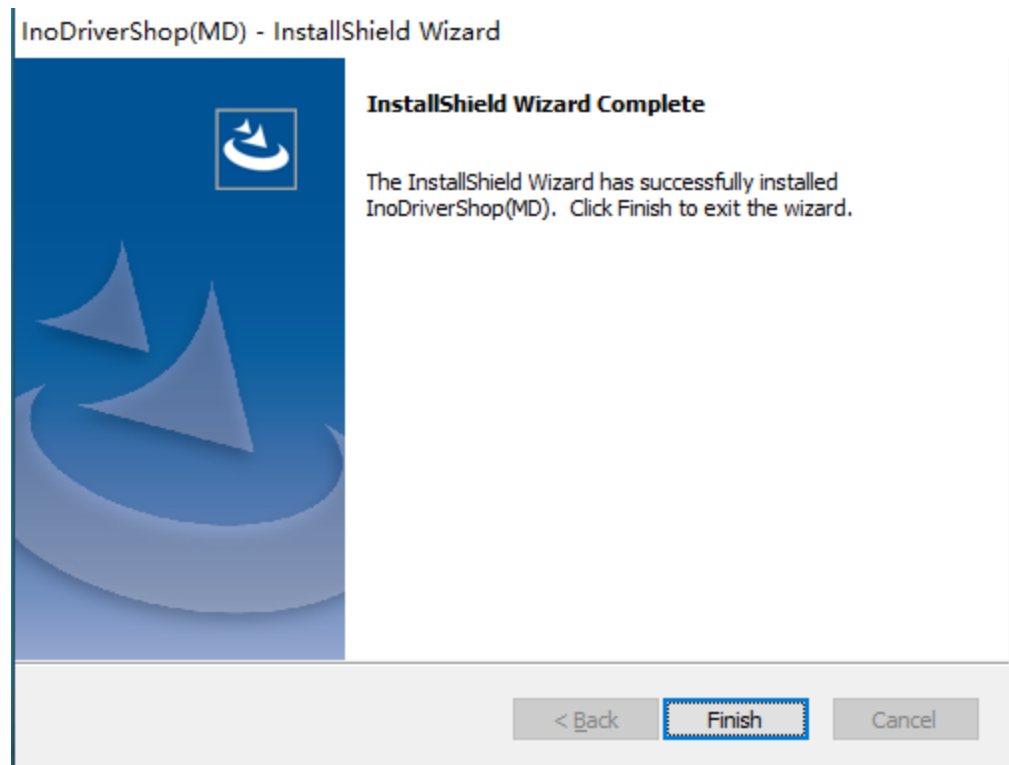 InoDriverShop(MD) - InstallShield Wizard
InstallShield Wizard Complete
The InstallShield Wizard has successfully installed
InoDriverShop(MD).  Click Finish to exit the wizard.
< Back
Finish
Cancel